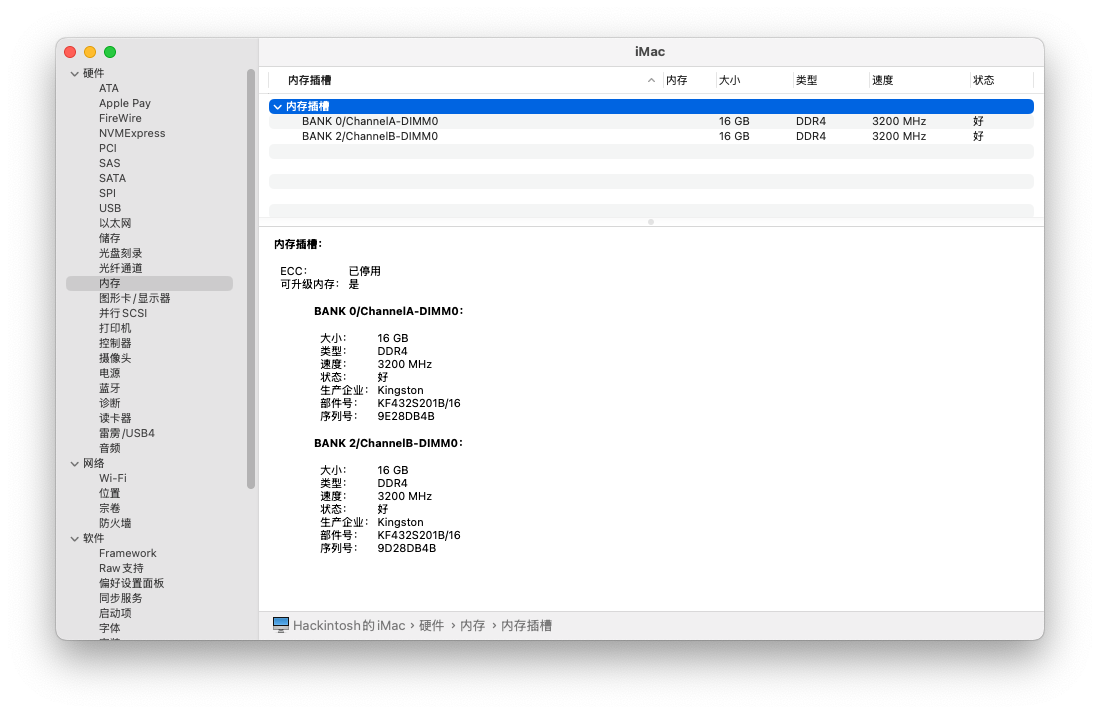 iMac
硬件
ATA
Apple Pay
FireWire
NVMExpress
PCI
SAS
SATA
SPI
USB
以太网
储存
光盘刻录
光纤通道
内存
图形卡/显示器
并行SCSI
打印机
控制器
摄像头
电源
蓝牙
诊断
读卡器
雷雳/USB4
音频
网络
Wi-Fi
位置
宗卷
防火墙
软件
Framework
Raw支持
偏好设置面板
同步服务
启动项
字体
内存插槽 内存 大小 类型 速度 状态
内存插槽
BANK 0/ChannelA-DIMM0 16 GB DDR4 3200 MHz 好
BANK 2/ChannelB-DIMM0 16 GB DDR4 3200 MHz 好
内存插槽：
ECC： 已停用
可升级内存： 是
BANK 0/ChannelA-DIMM0：
大小： 16 GB
类型： DDR4
速度： 3200 MHz
状态： 好
生产企业： Kingston
部件号： KF432S201B/16
序列号： 9E28DB4B
BANK 2/ChannelB-DIMM0：
大小： 16 GB
类型： DDR4
速度： 3200 MHz
状态： 好
生产企业： Kingston
部件号： KF432S201B/16
序列号： 9D28DB4B
Hackintosh的iMac › 硬件 › 内存 › 内存插槽